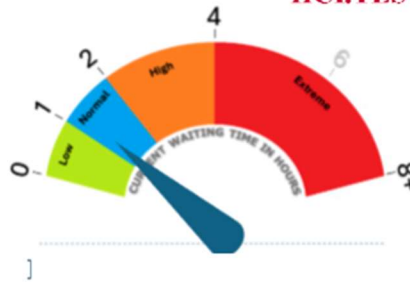 4
2
6
1
High
Normal
Extreme
Low
CURRENT WAITING TIME IN HOURS
0
8+
]